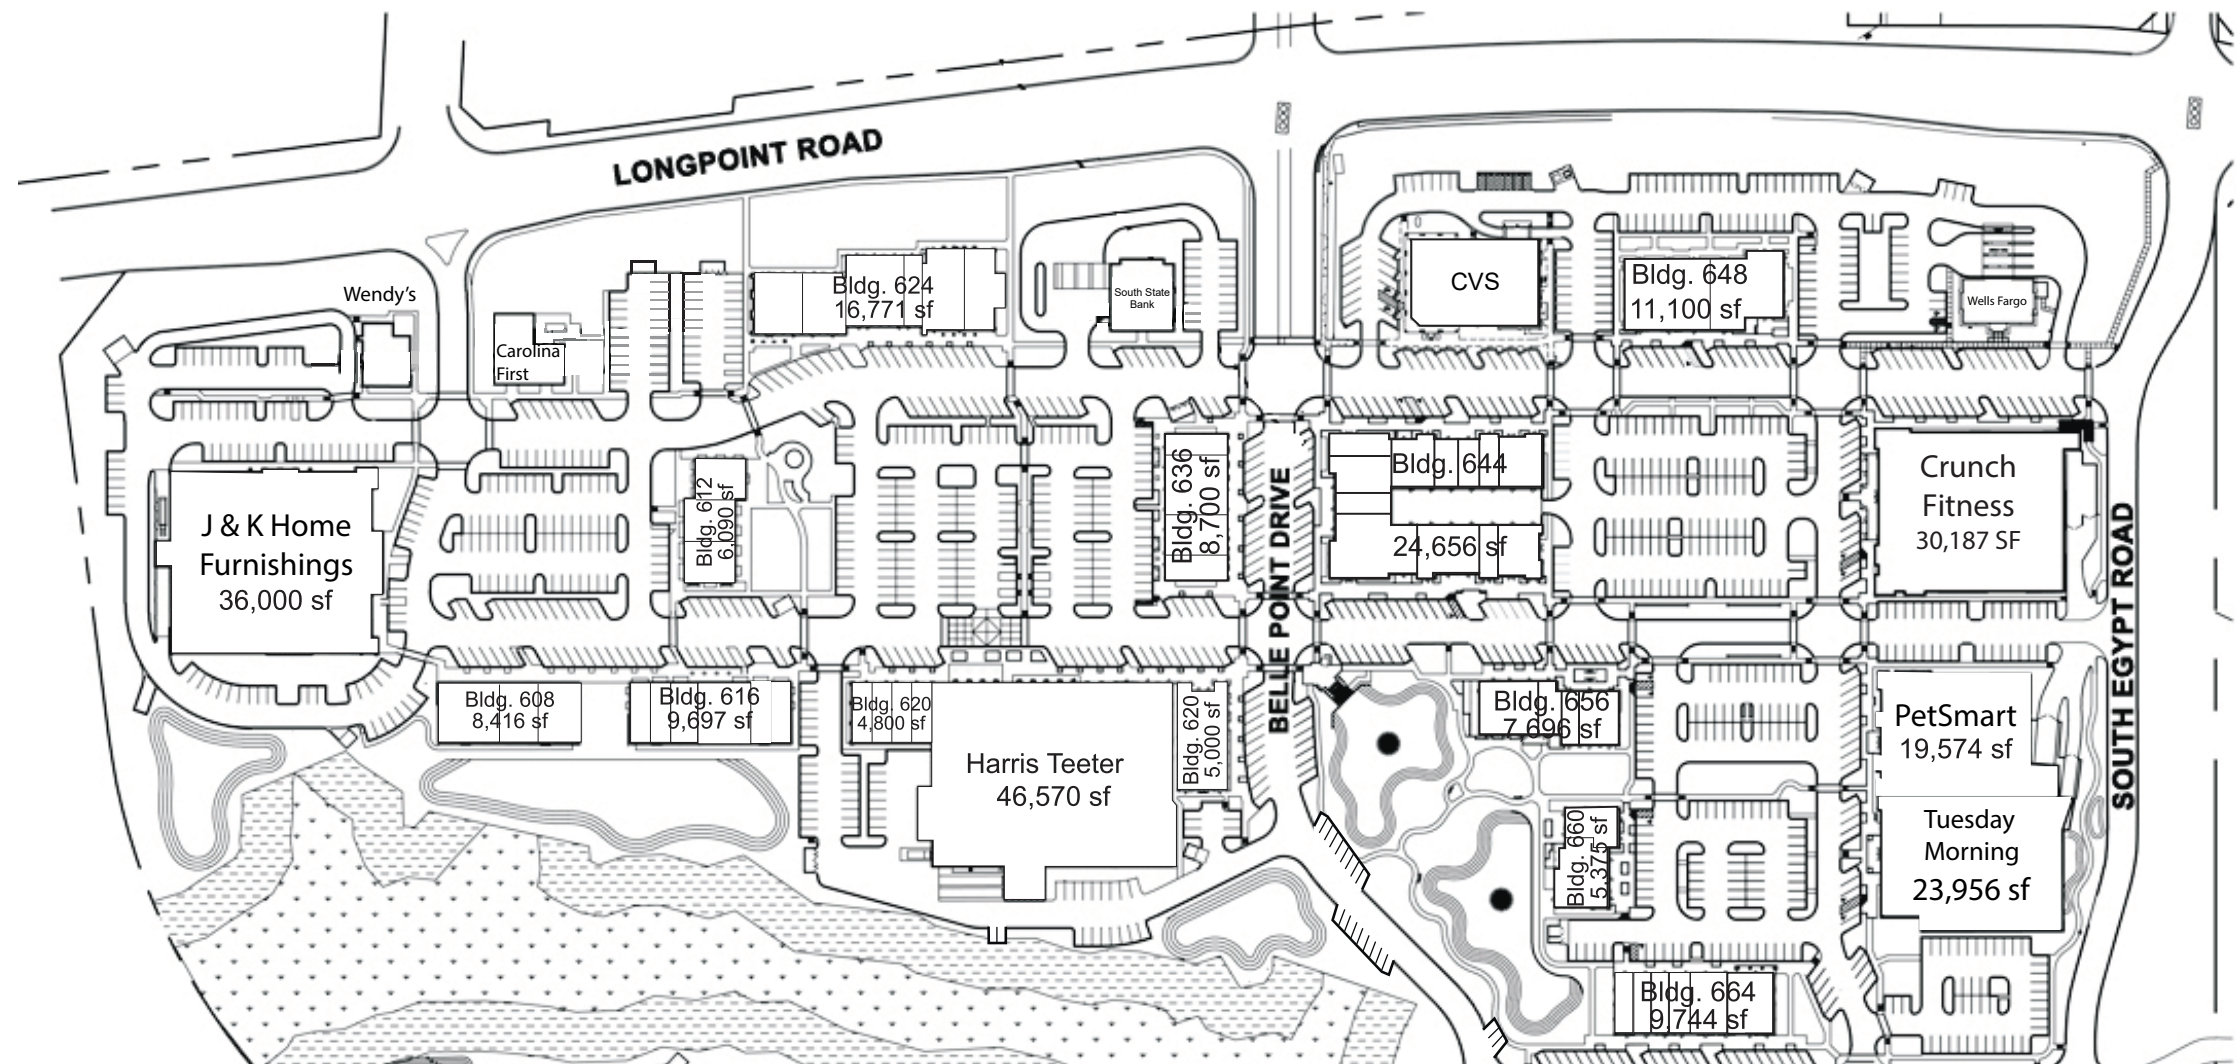 LONGPOINT ROAD
Wendy's
Carolina
First
Bldg. 624
16,771 sf
South State
Bank
CVS
Bldg. 648
11,100 sf
Wells Fargo
J & K Home
Furnishings
36,000 sf
Bldg. 612
6,090 sf
Bldg. 636
8,700 sf
BELLE POINT DRIVE
Bldg. 644
24,656 sf
Crunch
Fitness
30,187 SF
SOUTH EGYPT ROAD
Bldg. 608
8,416 sf
Bldg. 616
9,697 sf
Bldg. 620
4,800 sf
Harris Teeter
46,570 sf
Bldg. 620
5,000 sf
Bldg. 656
7,696 sf
PetSmart
19,574 sf
Bldg. 660
5,375 sf
Tuesday
Morning
23,956 sf
Bldg. 664
9,744 sf